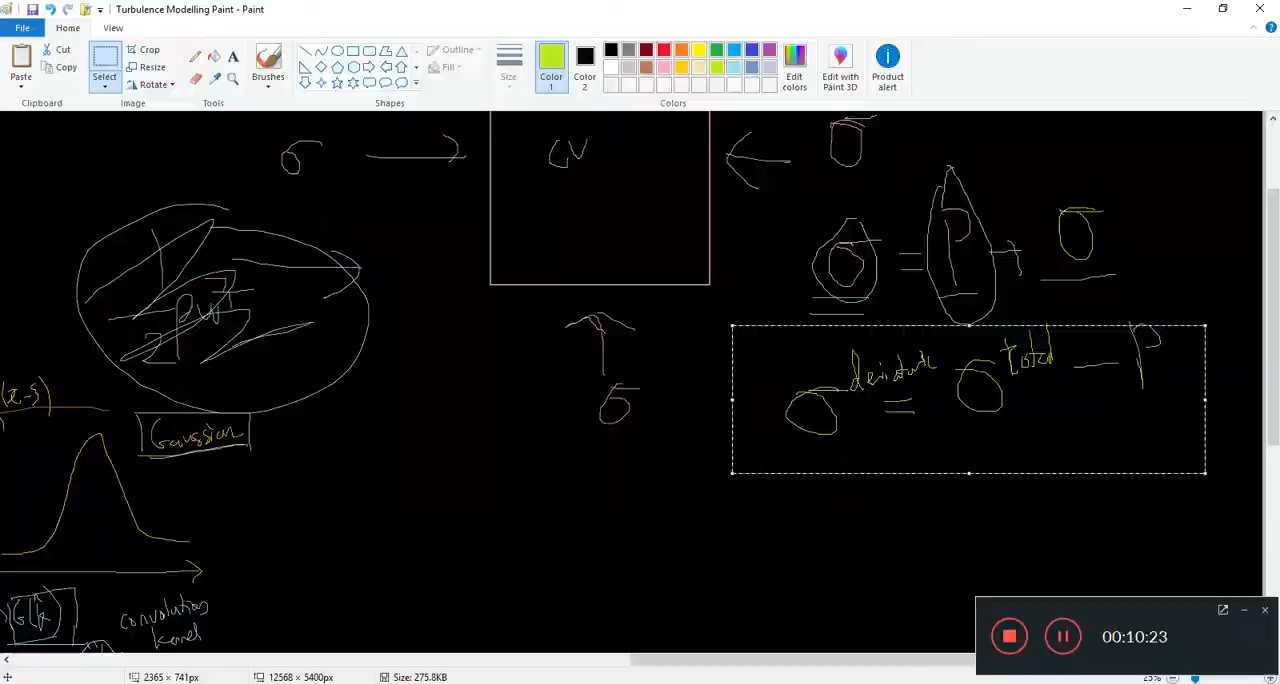 Turbulence Modelling Paint - Paint
File Home View
Paste
Cut
Copy
Clipboard
Select
Crop
Resize
Rotate
Image
A
Tools
Brushes
Shapes
Outline
Fill
Size
Color 1
Color 2
Colors
Edit colors
Edit with Paint 3D
Product alert
σ
CV
σ
σ = P + σ
σ
σ deviatoric = σ total - P
(x-s)
Gaussian
G(k)
convolution
kernel
00:10:23
2365 × 741px
12568 × 5400px
Size: 275.8KB
25%